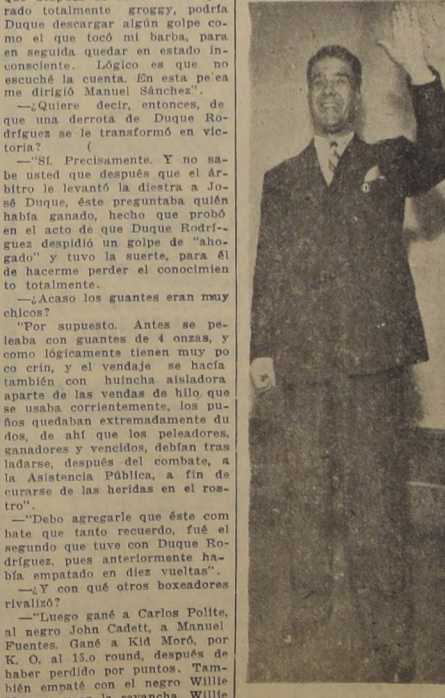 rado totalmente groggy, podría
Duque descargar algún golpe co-
mo el que tocó mi barba, para
en seguida quedar en estado in-
consciente. Lógico es que no
escuché la cuenta. En esta pe'ea
me dirigió Manuel Sánchez".
—¿Quiere decir, entonces, de
que una derrota de Duque Ro-
dríguez se le transformó en vic-
toria? (
—"Sí. Precisamente. Y no sa-
be usted que después que el ár-
bitro le levantó la diestra a Jo-
sé Duque, éste preguntaba quién
había ganado, hecho que probó
en el acto de que Duque Rodrí-
guez despidió un golpe de "aho-
gado" y tuvo la suerte, para él
de hacerme perder el conocimien
to totalmente.
—¿Acaso los guantes eran muy
chicos?
"Por supuesto. Antes se pe-
leaba con guantes de 4 onzas, y
como lógicamente tienen muy po
co crin, y el vendaje se hacía
también con huincha aisladora
aparte de las vendas de hilo que
se usaba corrientemente, los pu-
ños quedaban extremadamente du
dos, de ahí que los peleadores,
ganadores y vencidos, debían tras
ladarse, después del combate, a
la Asistencia Pública, a fin de
curarse de las heridas en el ros-
tro".
—"Debo agregarle que éste com
bate que tanto recuerdo, fué el
segundo que tuve con Duque Ro-
dríguez, pues anteriormente ha-
bía empatado en diez vueltas".
—¿Y con qué otros boxeadores
rivalizó?
—"Luego gané a Carlos Polite,
al negro John Cadett, a Manuel
Fuentes. Gané a Kid Moró, por
K. O. al 15.o round, después de
haber perdido por puntos. Tam-
bién empaté con el negro Willie
la revancha Willie